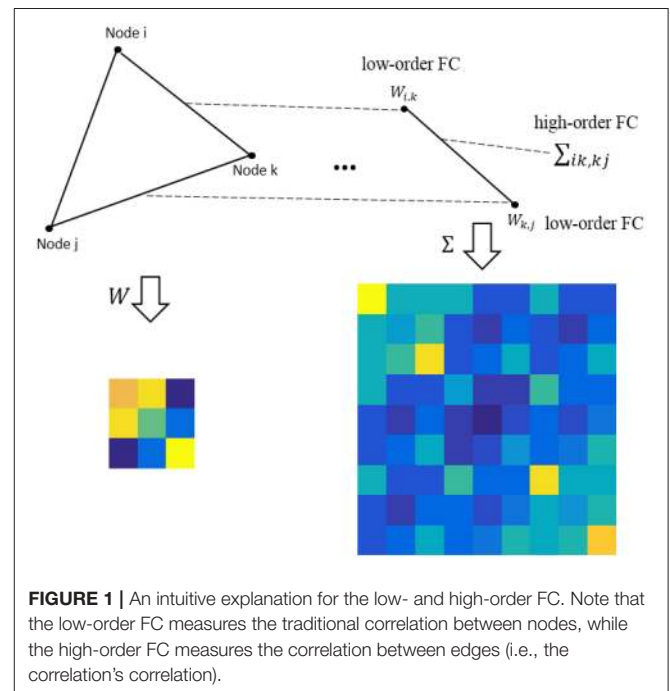 Node i
low-order FC
W_{i,k}
high-order FC
∑_{ik,kj}
Node k
...
W_{k,j} low-order FC
Node j
Σ
W
FIGURE 1 | An intuitive explanation for the low- and high-order FC. Note that
the low-order FC measures the traditional correlation between nodes, while
the high-order FC measures the correlation between edges (i.e., the
correlation's correlation).